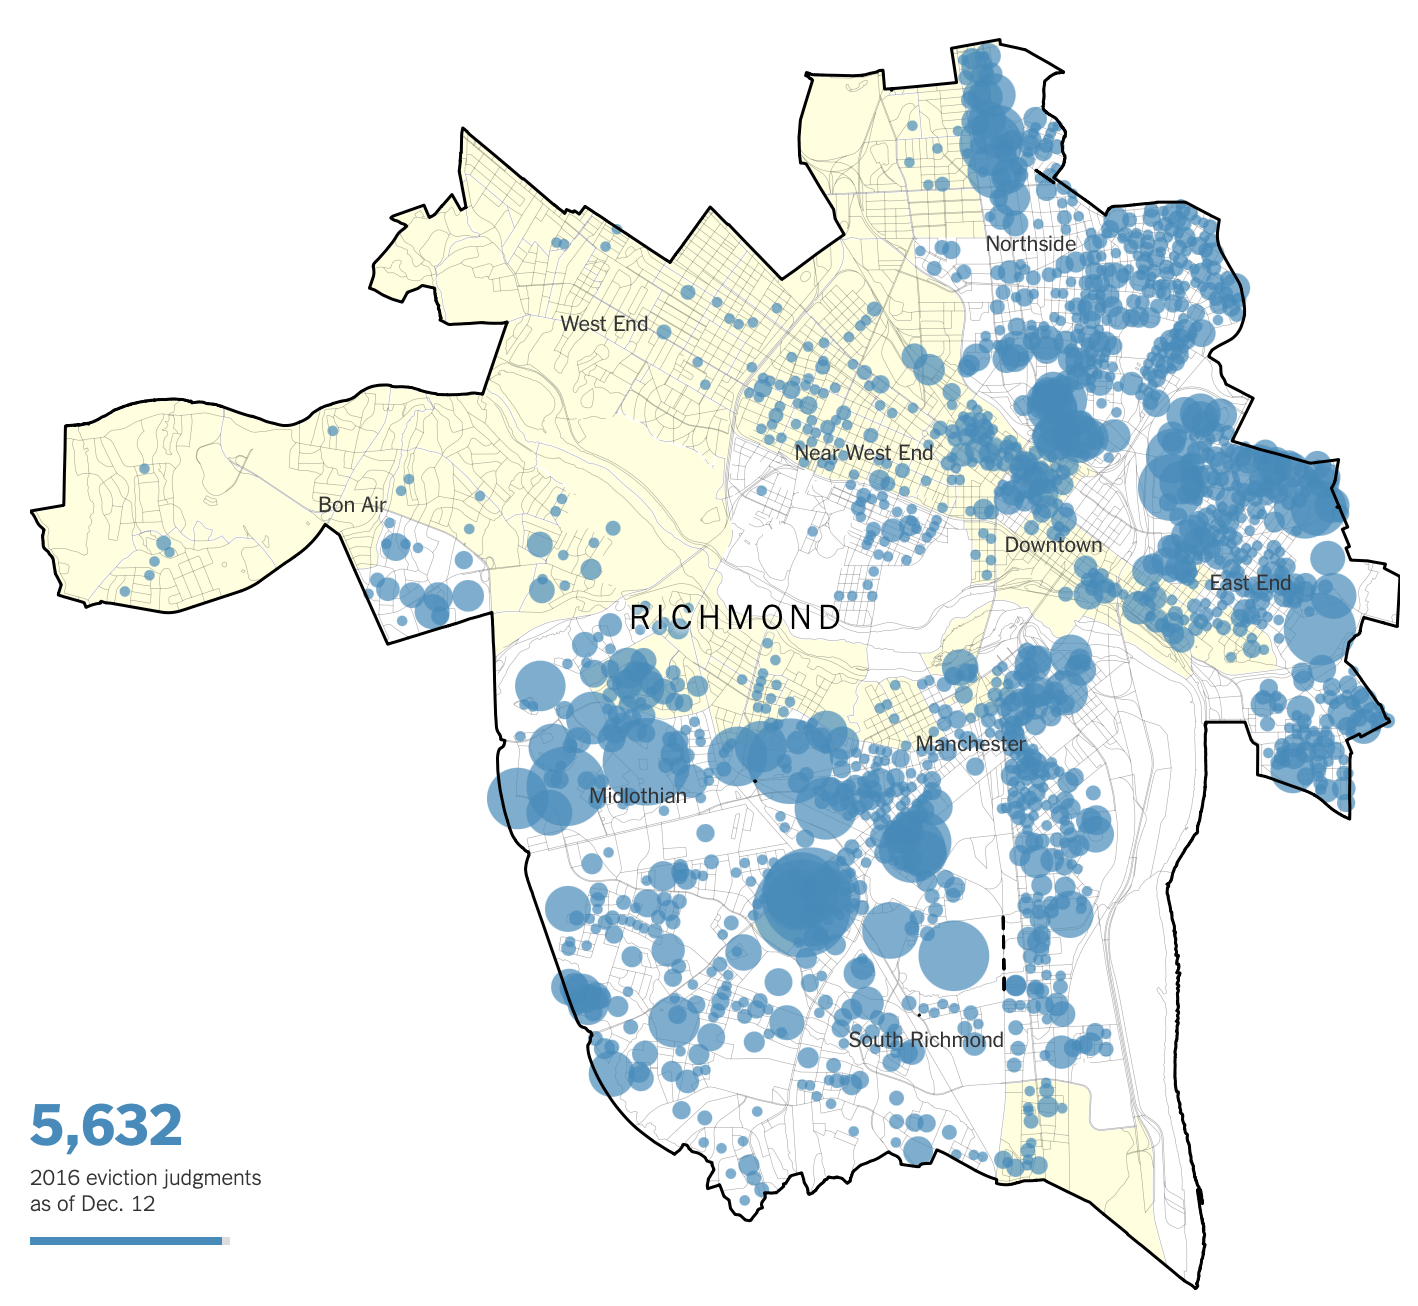 Northside
West End
Near West End
Bon Air
Downtown
East End
RICHMOND
Manchester
Midlothian
South Richmond
5,632
2016 eviction judgments
as of Dec. 12